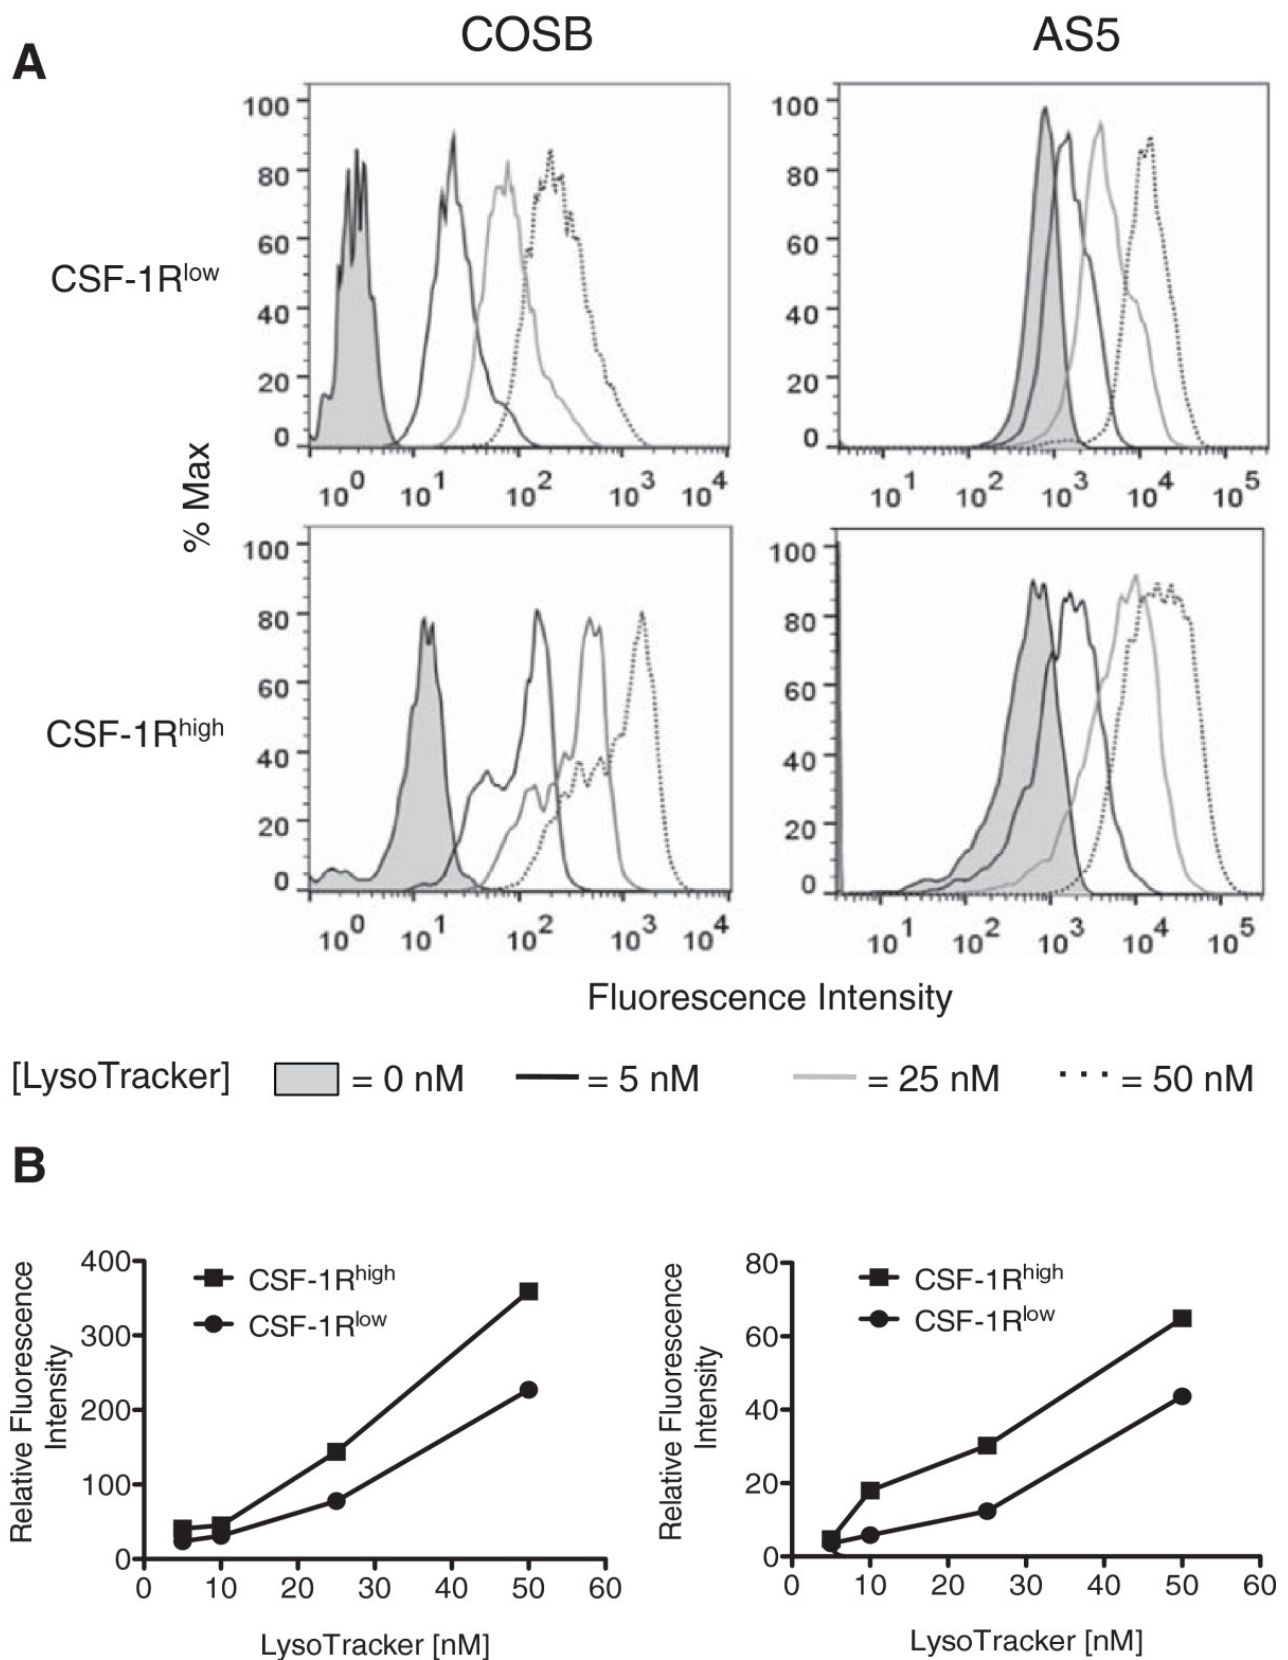 A
COSB
AS5
CSF-1Rlow
CSF-1Rhigh
% Max
100
80
60
40
20
0
10^0 10^1 10^2 10^3 10^4
100
80
60
40
20
0
10^1 10^2 10^3 10^4 10^5
100
80
60
40
20
0
10^0 10^1 10^2 10^3 10^4
100
80
60
40
20
0
10^1 10^2 10^3 10^4 10^5
Fluorescence Intensity
[LysoTracker] = 0 nM = 5 nM = 25 nM = 50 nM
B
Relative Fluorescence
Intensity
400
300
200
100
0
CSF-1Rhigh
CSF-1Rlow
0 10 20 30 40 50 60
LysoTracker [nM]
Relative Fluorescence
Intensity
80
60
40
20
0
CSF-1Rhigh
CSF-1Rlow
0 10 20 30 40 50 60
LysoTracker [nM]